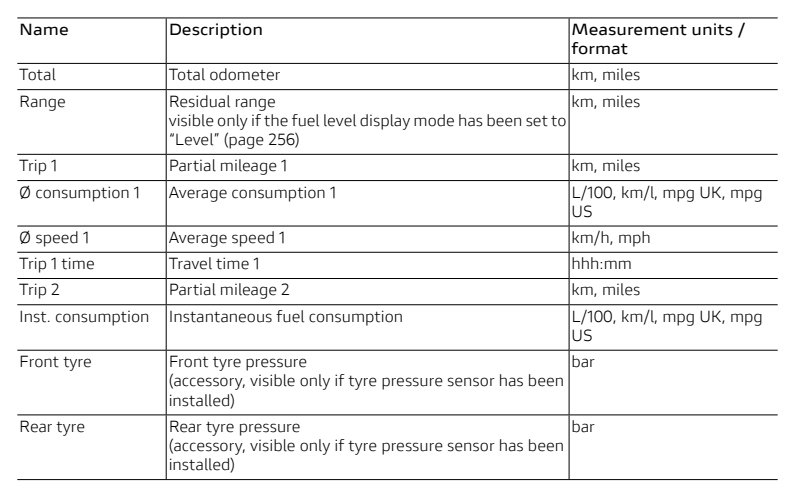 Name Description Measurement units /
format
Total Total odometer km, miles
Range Residual range km, miles
visible only if the fuel level display mode has been set to
“Level” (page 256)
Trip 1 Partial mileage 1 km, miles
Ø consumption 1 Average consumption 1 L/100, km/l, mpg UK, mpg
US
Ø speed 1 Average speed 1 km/h, mph
Trip 1 time Travel time 1 hhh:mm
Trip 2 Partial mileage 2 km, miles
Inst. consumption Instantaneous fuel consumption L/100, km/l, mpg UK, mpg
US
Front tyre Front tyre pressure bar
(accessory, visible only if tyre pressure sensor has been
installed)
Rear tyre Rear tyre pressure bar
(accessory, visible only if tyre pressure sensor has been
installed)